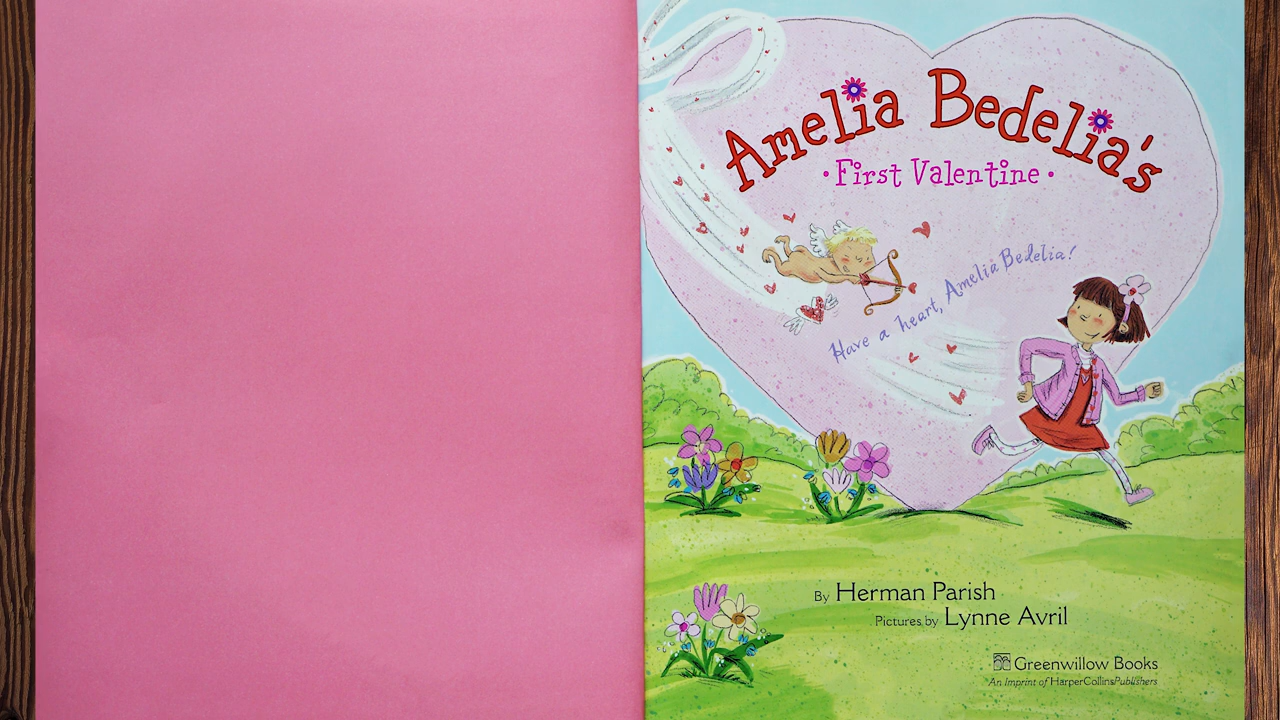 Amelia Bedelia's
• First Valentine •
Have a heart, Amelia Bedelia!
By Herman Parish
Pictures by Lynne Avril
Greenwillow Books
An Imprint of HarperCollinsPublishers